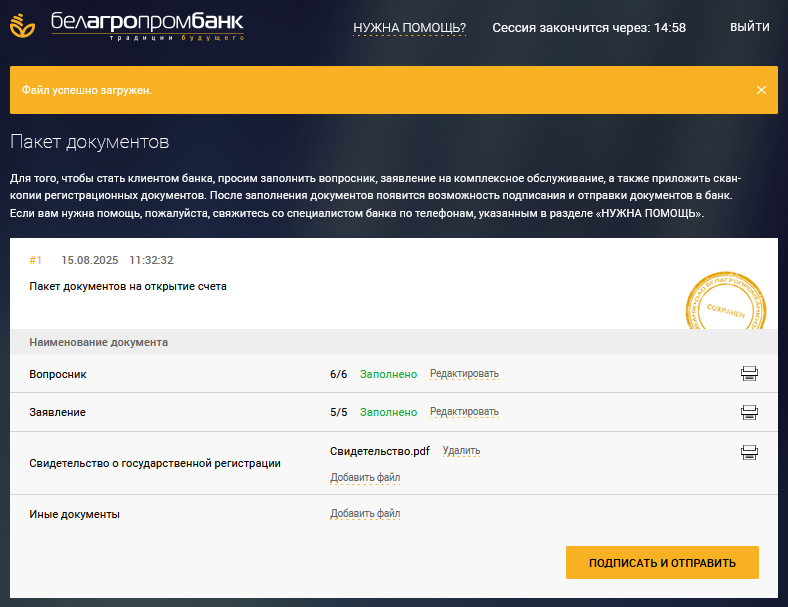 белагропромбанк
традиции будущего
НУЖНА ПОМОЩЬ?
Сессия закончится через: 14:58
ВЫЙТИ
Файл успешно загружен.
Пакет документов
Для того, чтобы стать клиентом банка, просим заполнить вопросник, заявление на комплексное обслуживание, а также приложить скан-
копии регистрационных документов. После заполнения документов появится возможность подписания и отправки документов в банк.
Если вам нужна помощь, пожалуйста, свяжитесь со специалистом банка по телефонам, указанным в разделе «НУЖНА ПОМОЩЬ».
#1 15.08.2025 11:32:32
Пакет документов на открытие счета
СОХРАНЕН
Наименование документа
Вопросник 6/6 Заполнено Редактировать
Заявление 5/5 Заполнено Редактировать
Свидетельство о государственной регистрации
Свидетельство.pdf Удалить
Добавить файл
Иные документы Добавить файл
ПОДПИСАТЬ И ОТПРАВИТЬ